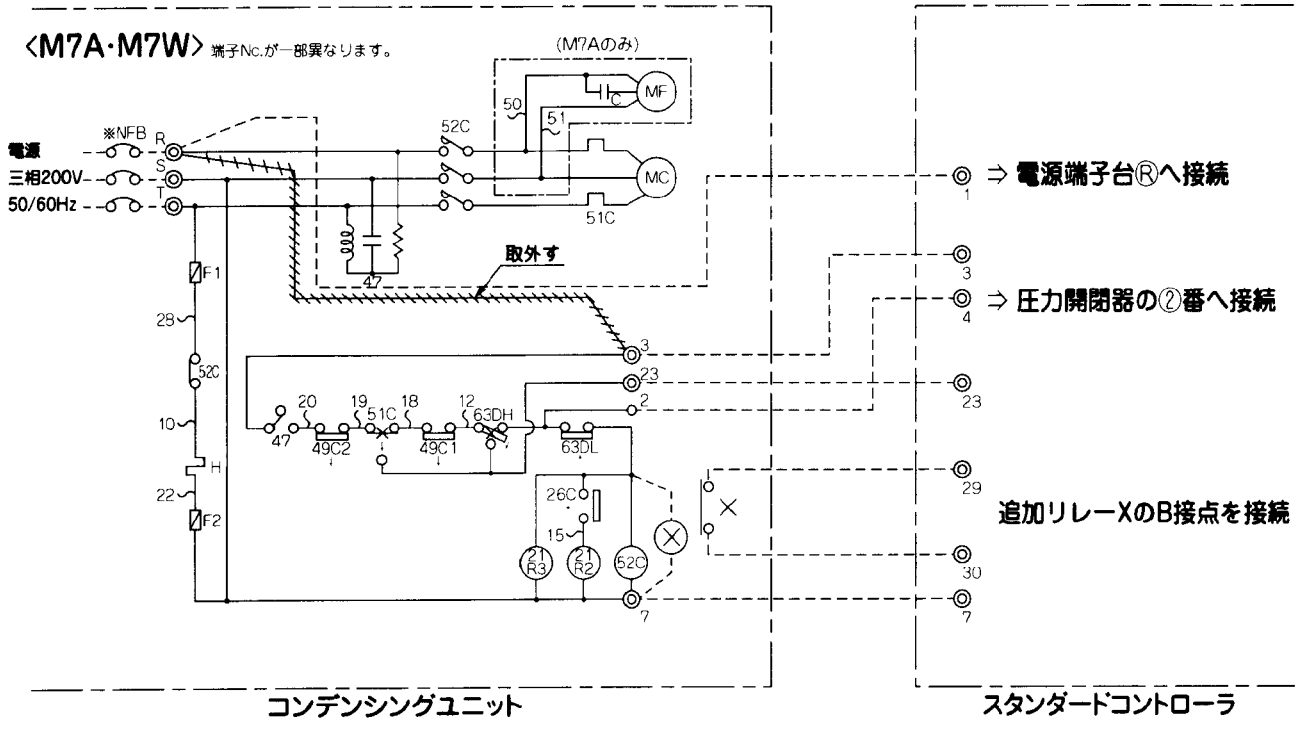 <M7A·M7W> 端子No.が一部異なります。
(M7Aのみ)
MF
C
50
51
※NFB R
52C
電源
三相200V
S
MC
50/60Hz
T
51C
47
取外す
F1
28
52C
10
H
22
F2
3
23
2
20
19
51C
18
12
63DH
47
49C2
49C1
63DL
26C
15
21
R3
21
R2
52C
X
X
7
1
⇒ 電源端子台Ⓡへ接続
3
4
⇒ 圧力開閉器の②番へ接続
23
29
追加リレーXのB接点を接続
30
7
コンデンシングユニット
スタンダードコントローラ